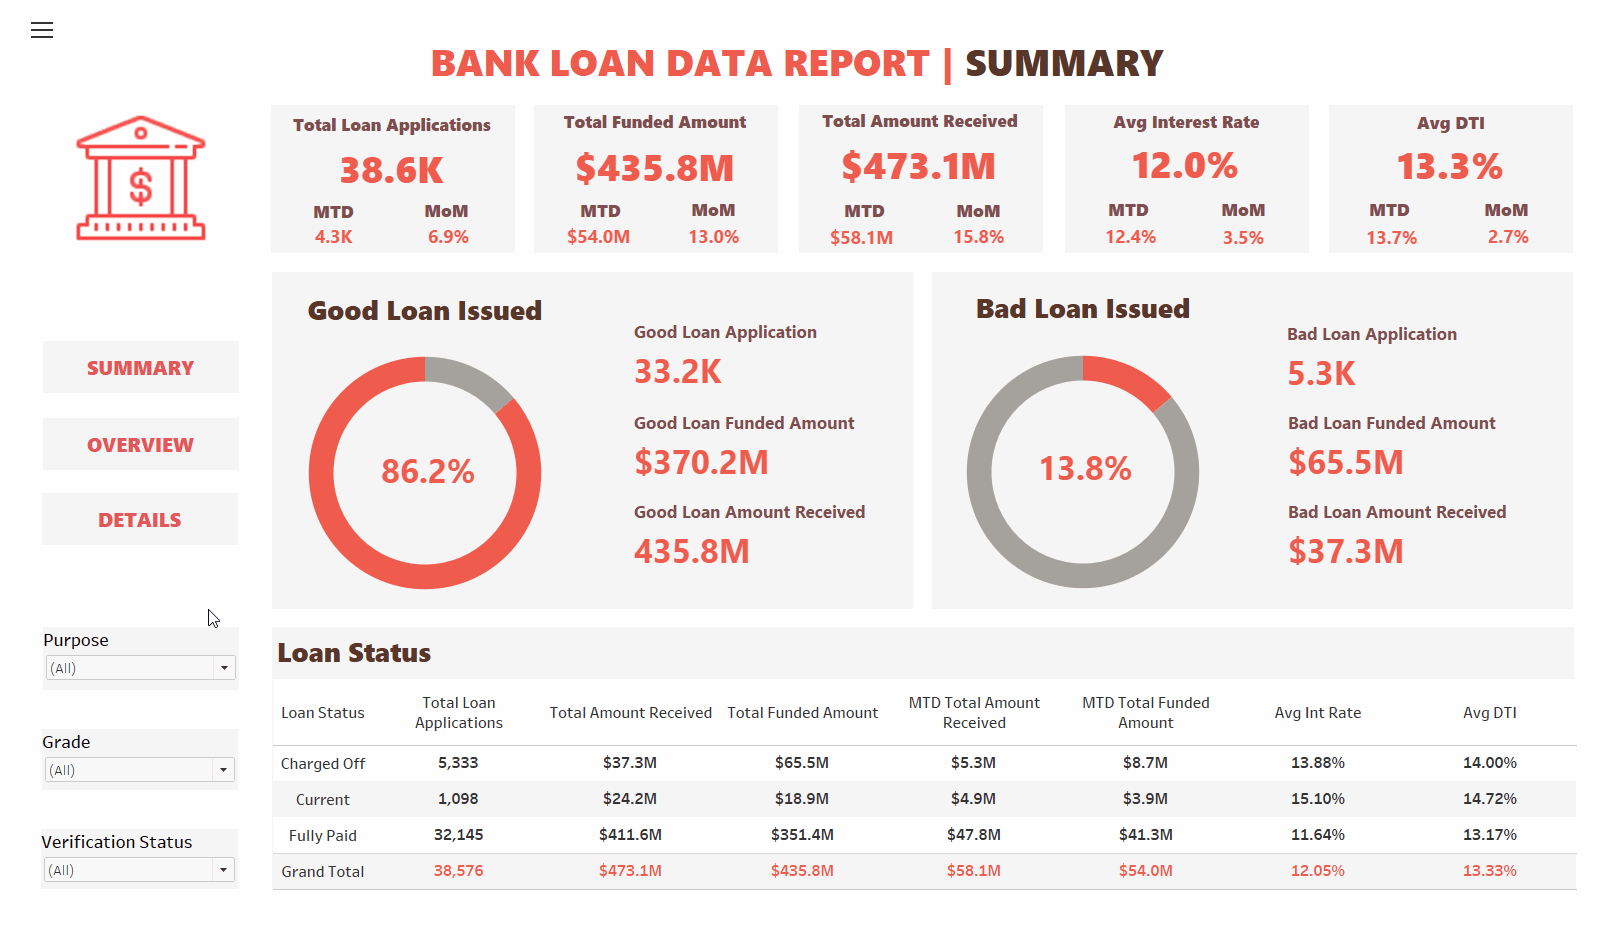 BANK LOAN DATA REPORT | SUMMARY
Total Loan Applications
38.6K
MTD MoM
4.3K 6.9%
Total Funded Amount
$435.8M
MTD MoM
$54.0M 13.0%
Total Amount Received
$473.1M
MTD MoM
$58.1M 15.8%
Avg Interest Rate
12.0%
MTD MoM
12.4% 3.5%
Avg DTI
13.3%
MTD MoM
13.7% 2.7%
$
SUMMARY
OVERVIEW
DETAILS
Purpose
(All)
Grade
(All)
Verification Status
(All)
Good Loan Issued
86.2%
Good Loan Application
33.2K
Good Loan Funded Amount
$370.2M
Good Loan Amount Received
435.8M
Bad Loan Issued
13.8%
Bad Loan Application
5.3K
Bad Loan Funded Amount
$65.5M
Bad Loan Amount Received
$37.3M
Loan Status
Loan Status Total Loan Applications Total Amount Received Total Funded Amount MTD Total Amount Received MTD Total Funded Amount Avg Int Rate Avg DTI
Charged Off 5,333 $37.3M $65.5M $5.3M $8.7M 13.88% 14.00%
Current 1,098 $24.2M $18.9M $4.9M $3.9M 15.10% 14.72%
Fully Paid 32,145 $411.6M $351.4M $47.8M $41.3M 11.64% 13.17%
Grand Total 38,576 $473.1M $435.8M $58.1M $54.0M 12.05% 13.33%